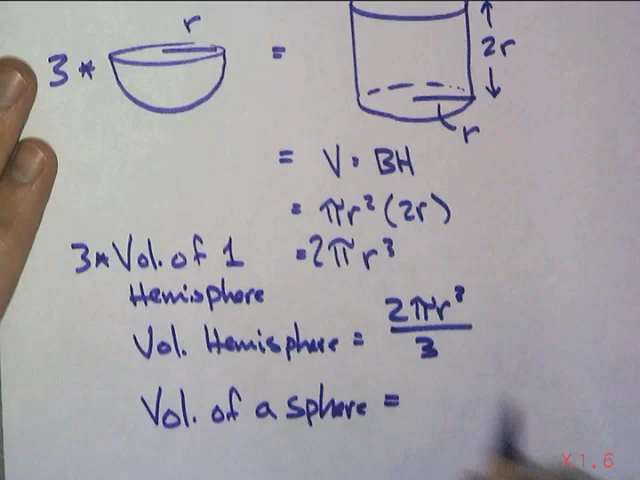 r
3* =
2r
r
= V = BH
= πr²(2r)
3*Vol. of 1 = 2πr³
Hemisphere
Vol. Hemisphere = 2πr³/3
Vol. of a sphere =
X1.6